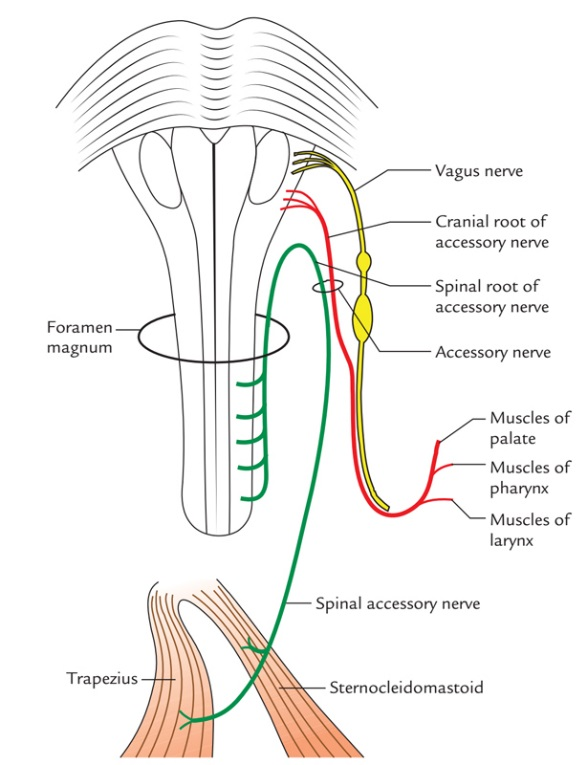 Vagus nerve
Cranial root of
accessory nerve
Spinal root of
accessory nerve
Foramen
magnum
Accessory nerve
Muscles of
palate
Muscles of
pharynx
Muscles of
larynx
Spinal accessory nerve
Trapezius
Sternocleidomastoid